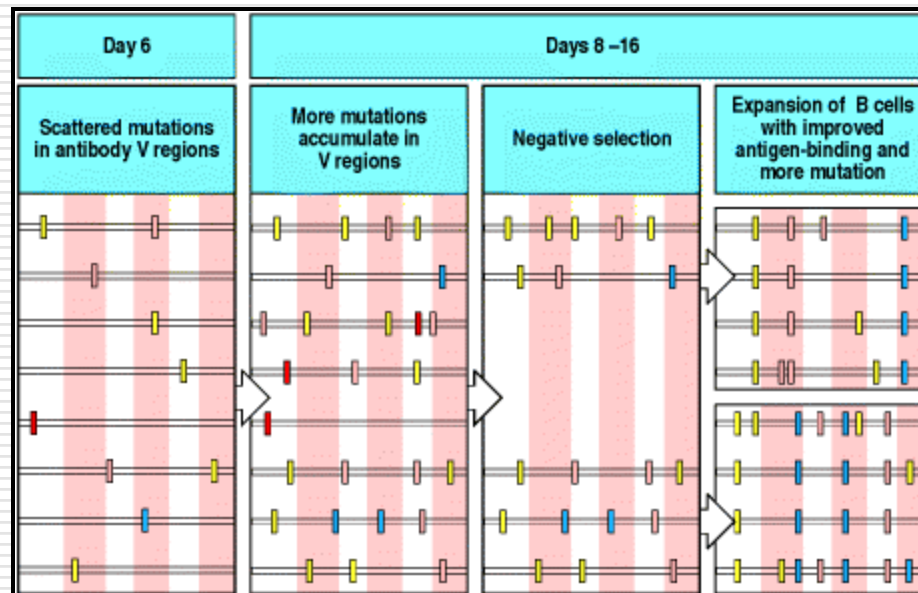 Day 6
Days 8 –16
Scattered mutations
in antibody V regions
More mutations
accumulate in
V regions
Negative selection
Expansion of B cells
with improved
antigen-binding and
more mutation